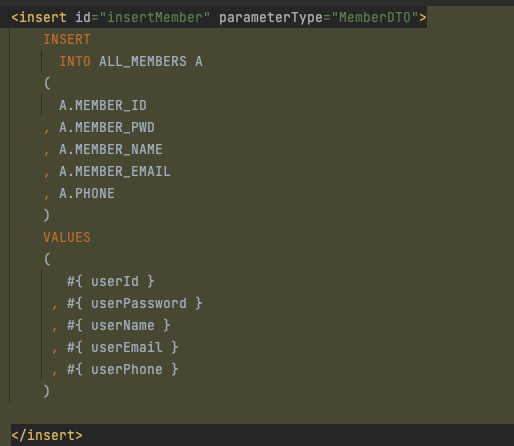 <insert id="insertMember" parameterType="MemberDTO">
INSERT
INTO ALL_MEMBERS A
(
A.MEMBER_ID
, A.MEMBER_PWD
, A.MEMBER_NAME
, A.MEMBER_EMAIL
, A.PHONE
)
VALUES
(
#{ userId }
, #{ userPassword }
, #{ userName }
, #{ userEmail }
, #{ userPhone }
)
</insert>